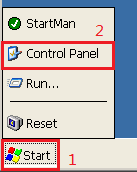 StartMan 2
Control Panel
Run...
Reset
Start 1